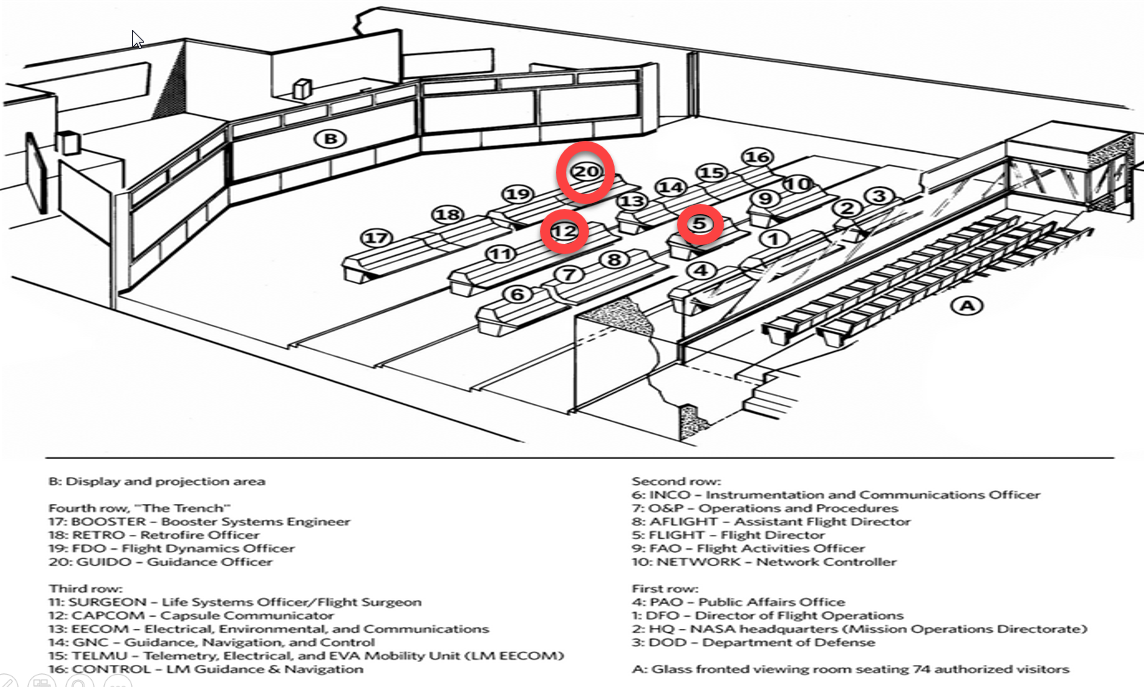 B
16
20
15
10
14
19
9
3
13
2
18
5
12
17
1
11
8
7
4
6
A
B: Display and projection area
Fourth row, "The Trench"
17: BOOSTER – Booster Systems Engineer
18: RETRO – Retrofire Officer
19: FDO – Flight Dynamics Officer
20: GUIDO – Guidance Officer
Third row:
11: SURGEON – Life Systems Officer/Flight Surgeon
12: CAPCOM – Capsule Communicator
13: EECOM – Electrical, Environmental, and Communications
14: GNC – Guidance, Navigation, and Control
15: TELMU – Telemetry, Electrical, and EVA Mobility Unit (LM EECOM)
16: CONTROL – LM Guidance & Navigation
Second row:
6: INCO – Instrumentation and Communications Officer
7: O&P – Operations and Procedures
8: AFLIGHT – Assistant Flight Director
5: FLIGHT – Flight Director
9: FAO – Flight Activities Officer
10: NETWORK – Network Controller
First row:
4: PAO – Public Affairs Office
1: DFO – Director of Flight Operations
2: HQ – NASA headquarters (Mission Operations Directorate)
3: DOD – Department of Defense
A: Glass fronted viewing room seating 74 authorized visitors